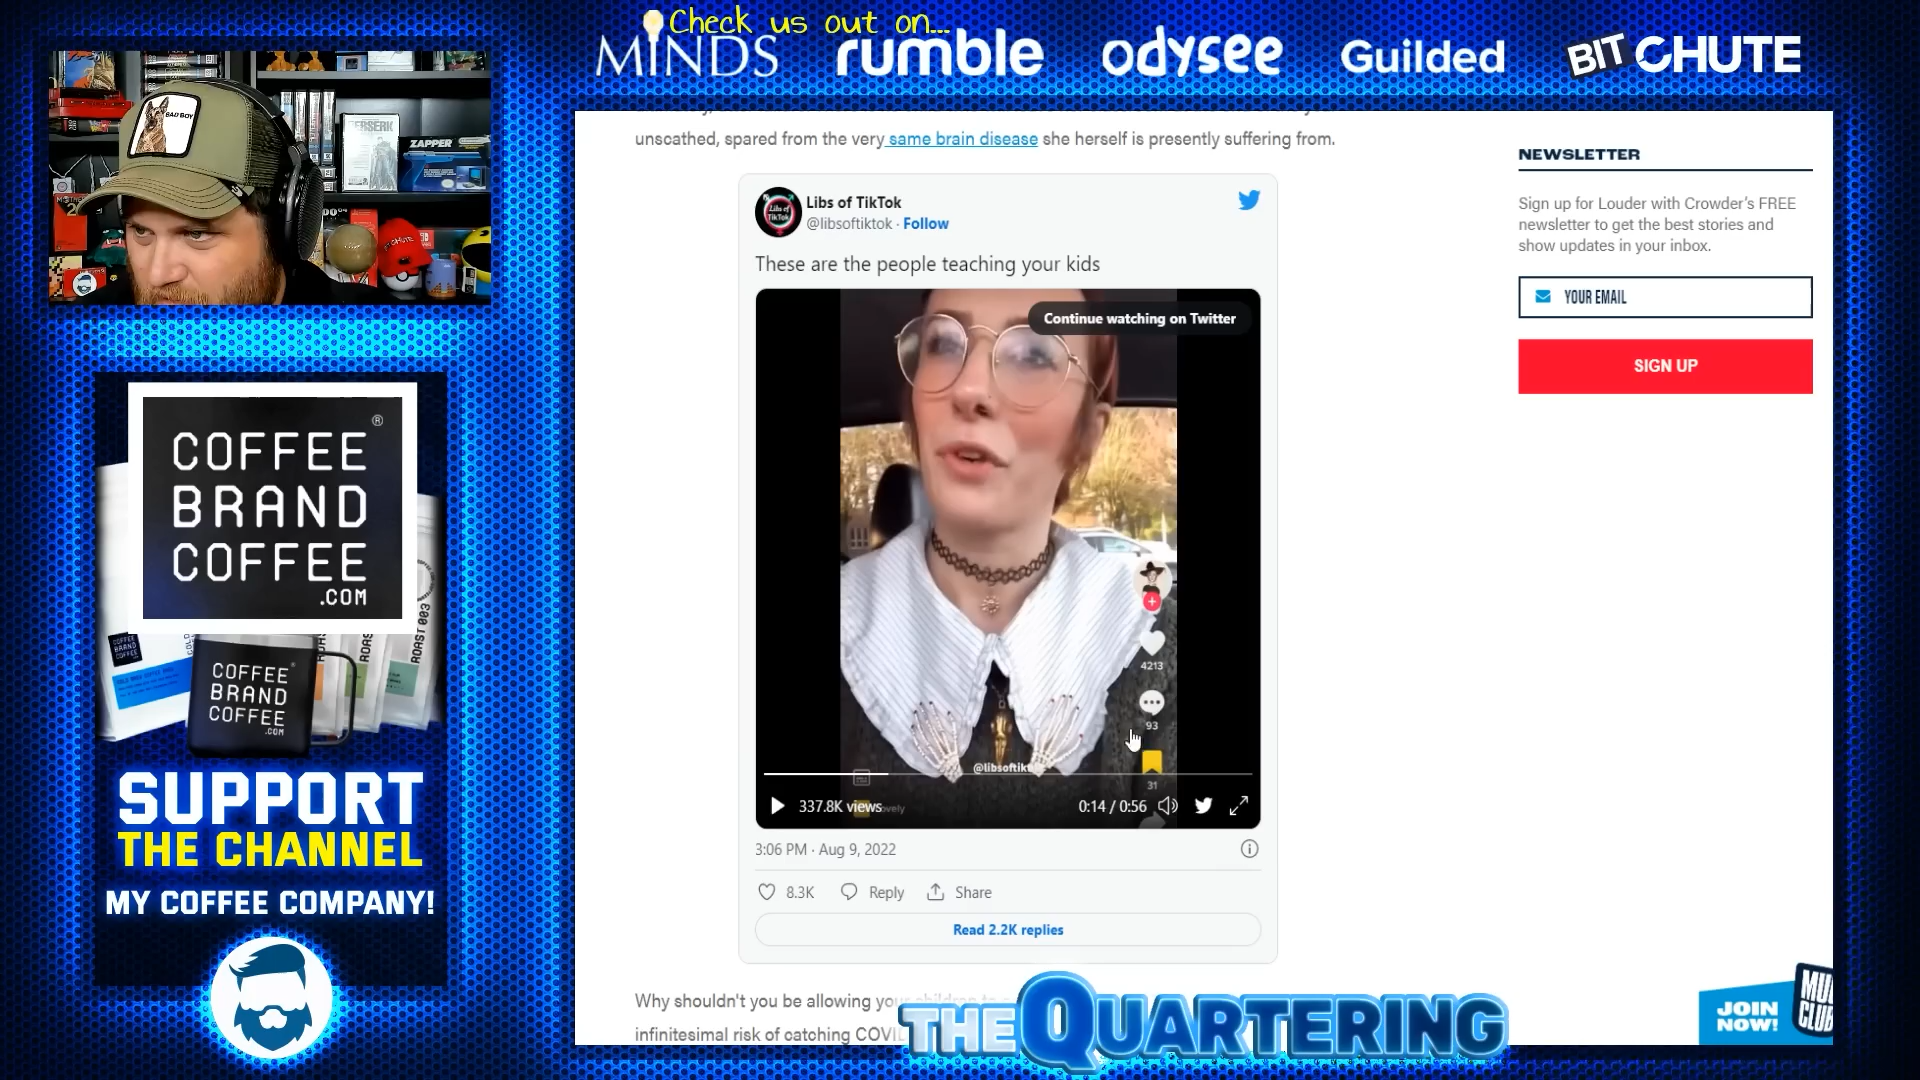 Check us out on...
MINDS
rumble
odysee
Guilded
BITCHUTE
BAD BOY
BERSERK
ZAPPER
unscathed, spared from the very same brain disease she herself is presently suffering from.
NEWSLETTER
Sign up for Louder with Crowder's FREE
newsletter to get the best stories and
show updates in your inbox.
YOUR EMAIL
SIGN UP
Libs of TikTok
@libsoftiktok · Follow
These are the people teaching your kids
Continue watching on Twitter
4213
93
31
@libsoftik
337.8K views
0:14 / 0:56
3:06 PM · Aug 9, 2022
8.3K
Reply
Share
Read 2.2K replies
Why shouldn't you be allowing
infinitesimal risk of catching
COFFEE
BRAND
COFFEE
.COM
®
ROAST 003
COFFEE
BRAND
COFFEE
.COM
SUPPORT
THE CHANNEL
MY COFFEE COMPANY!
THE QUARTERING
JOIN
NOW!